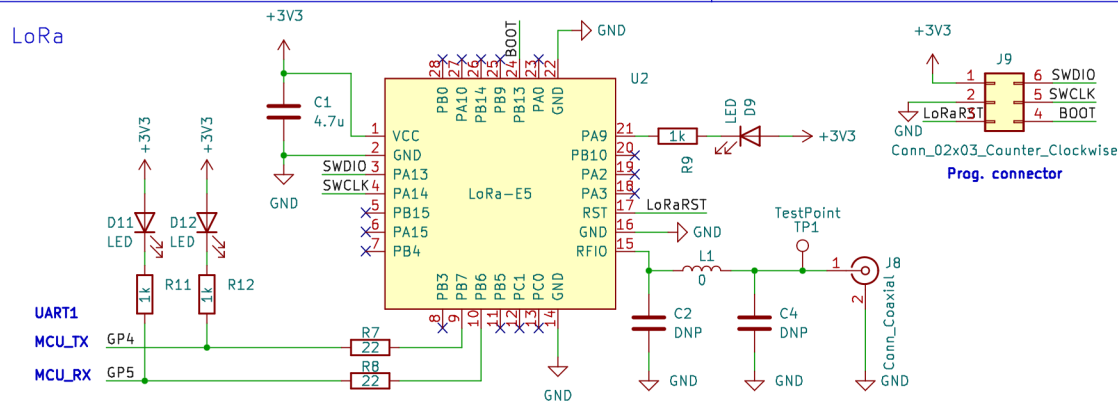 LoRa
+3V3
C1
4.7u
GND
+3V3
+3V3
D11
LED
D12
LED
1k
R11
1k
R12
UART1
MCU_TX
GP4
MCU_RX
GP5
R7
22
R8
22
BOOT
GND
U2
28
27
26
25
24
23
22
PB0
PA10
PB14
PB9
PB13
PA0
GND
1
VCC
2
GND
SWDIO
3
PA13
SWCLK
4
PA14
5
PB15
6
PA15
7
PB4
LoRa-E5
PA9
21
PB10
20
PA2
19
PA3
18
RST
17
LoRaRST
GND
16
GND
RFIO
15
PB3
PB7
PB6
PB5
PC1
PC0
GND
8
9
10
11
12
13
14
GND
1k
R9
LED
D9
+3V3
L1
0
TestPoint
TP1
C2
DNP
GND
C4
DNP
GND
1
J8
2
Conn_Coaxial
GND
+3V3
J9
1
6
SWDIO
2
5
SWCLK
GND
LoRaRST
3
4
BOOT
Conn_02x03_Counter_Clockwise
Prog. connector